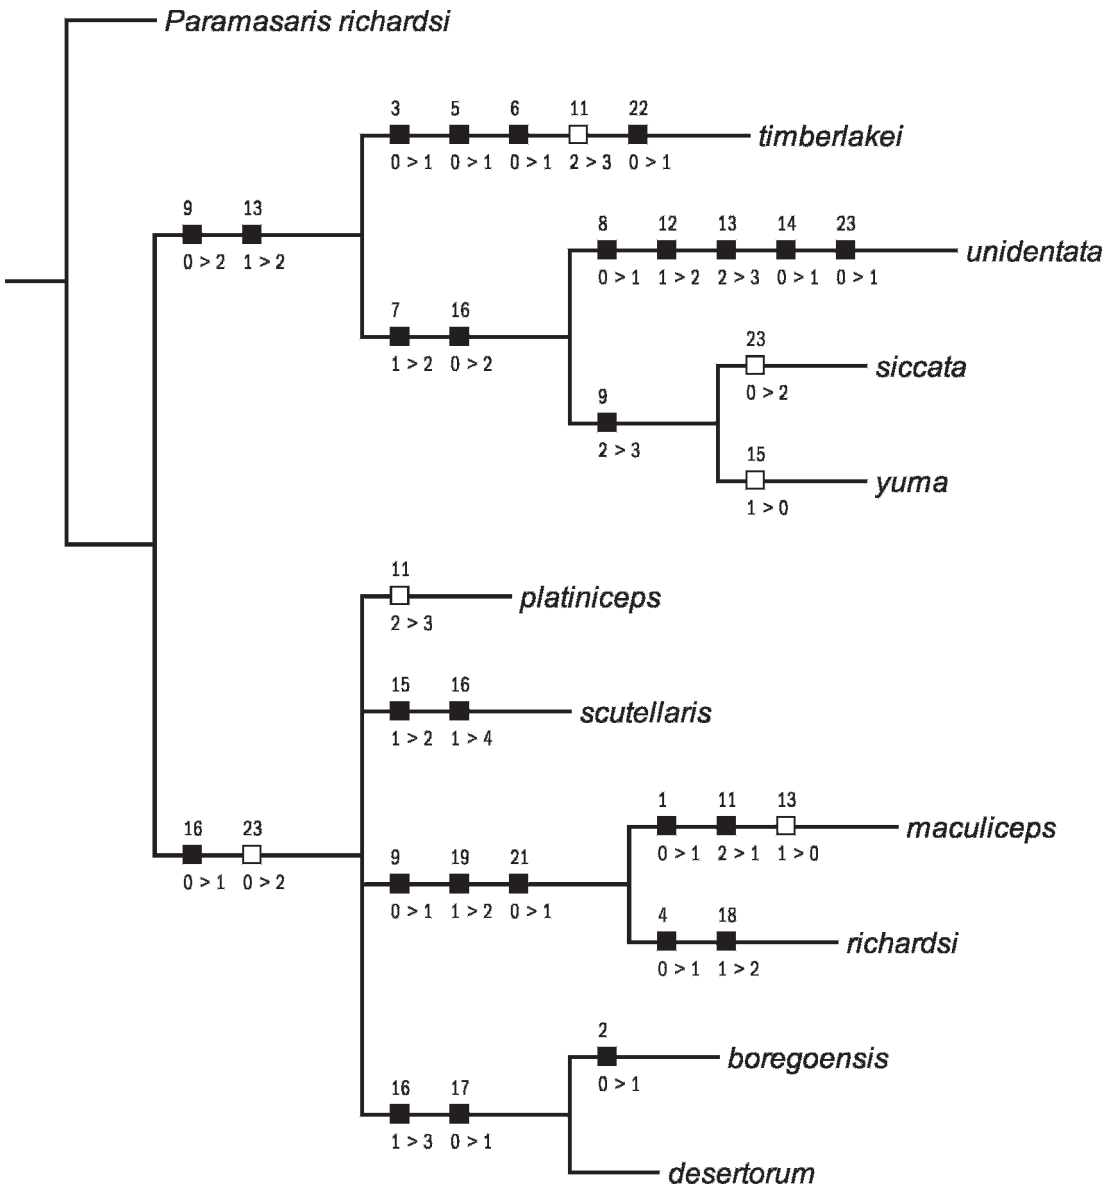 Paramasaris richardsi
3 5 6 11 22
timberlakei
0 > 1 0 > 1 0 > 1 2 > 3 0 > 1
9 13
0 > 2 1 > 2
8 12 13 14 23
unidentata
0 > 1 1 > 2 2 > 3 0 > 1 0 > 1
7 16
1 > 2 0 > 2
23
siccata
0 > 2
9
2 > 3
15
yuma
1 > 0
11
platiniceps
2 > 3
15 16
scutellaris
1 > 2 1 > 4
1 11 13
maculiceps
0 > 1 2 > 1 1 > 0
16 23
0 > 1 0 > 2
9 19 21
0 > 1 1 > 2 0 > 1
4 18
richardsi
0 > 1 1 > 2
2
boregoensis
0 > 1
16 17
1 > 3 0 > 1
desertorum